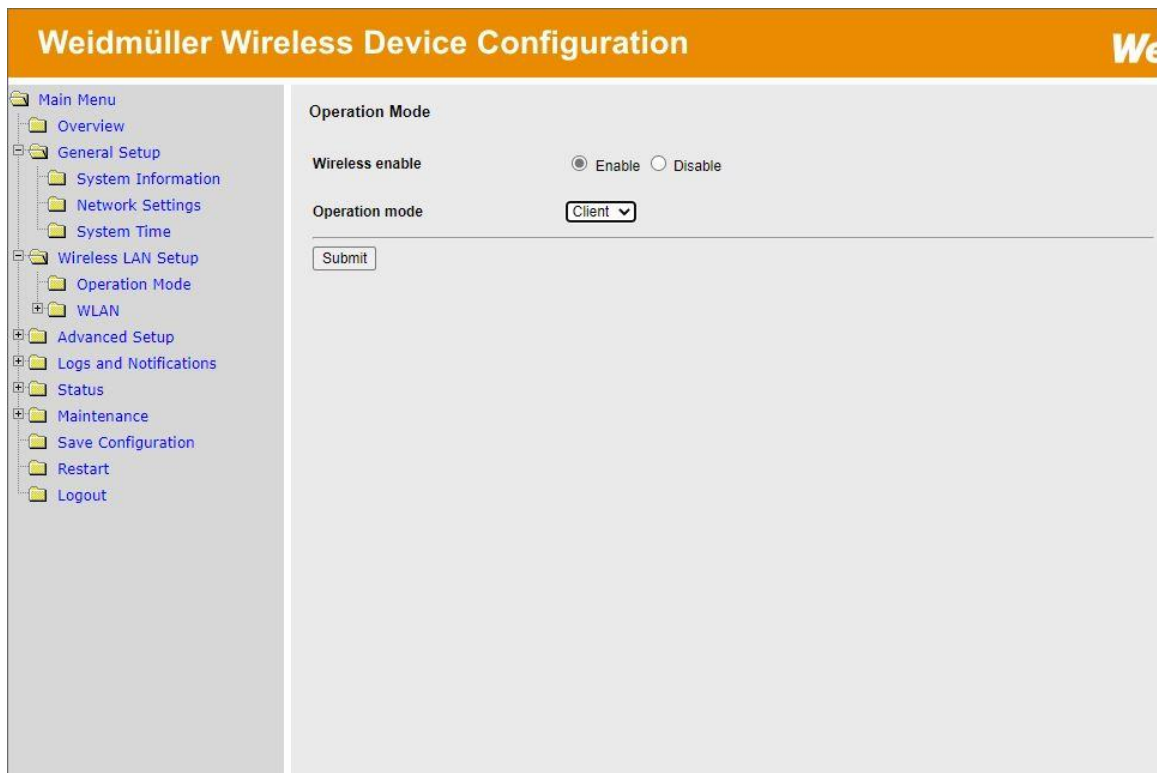 Weidmüller Wireless Device Configuration
We
Main Menu
Overview
General Setup
System Information
Network Settings
System Time
Wireless LAN Setup
Operation Mode
WLAN
Advanced Setup
Logs and Notifications
Status
Maintenance
Save Configuration
Restart
Logout
Operation Mode
Wireless enable Enable Disable
Operation mode Client
Submit